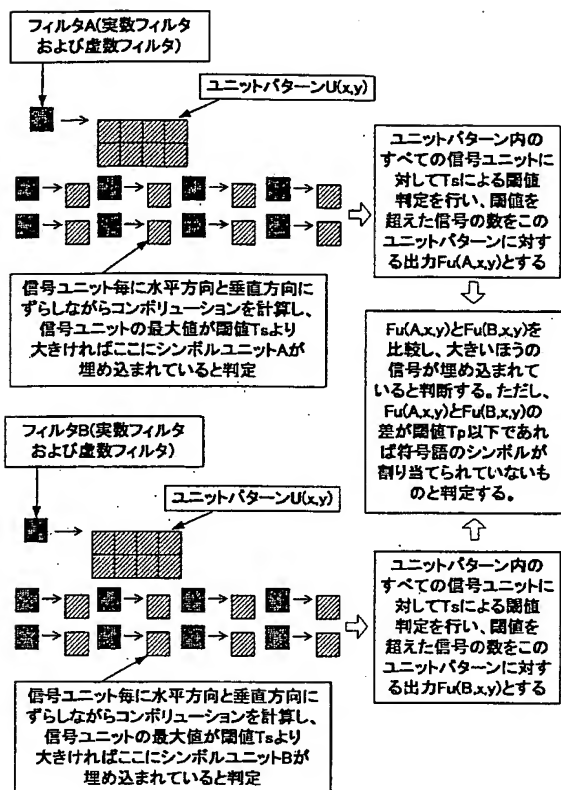 フィルタA(実数フィルタ
および虚数フィルタ)
ユニットパターンU(x,y)
信号ユニット毎に水平方向と垂直方向に
ずらしながらコンボリューションを計算し、
信号ユニットの最大値が閾値Tsより
大きければここにシンボルユニットAが
埋め込まれていると判定
ユニットパターン内の
すべての信号ユニットに
対してTsによる閾値
判定を行い、閾値を
超えた信号の数をこの
ユニットパターンに対す
る出力Fu(A,x,y)とする
Fu(A,x,y)とFu(B,x,y)を
比較し、大きいほうの
信号が埋め込まれて
いると判断する。ただし、
Fu(A,x,y)とFu(B,x,y)の
差が閾値Tp以下であれ
ば符号語のシンボルが
割り当てられていないも
のと判定する。
フィルタB(実数フィルタ
および虚数フィルタ)
ユニットパターンU(x,y)
信号ユニット毎に水平方向と垂直方向に
ずらしながらコンボリューションを計算し、
信号ユニットの最大値が閾値Tsより
大きければここにシンボルユニットBが
埋め込まれていると判定
ユニットパターン内の
すべての信号ユニットに
対してTsによる閾値
判定を行い、閾値を
超えた信号の数をこの
ユニットパターンに対す
る出力Fu(B,x,y)とする